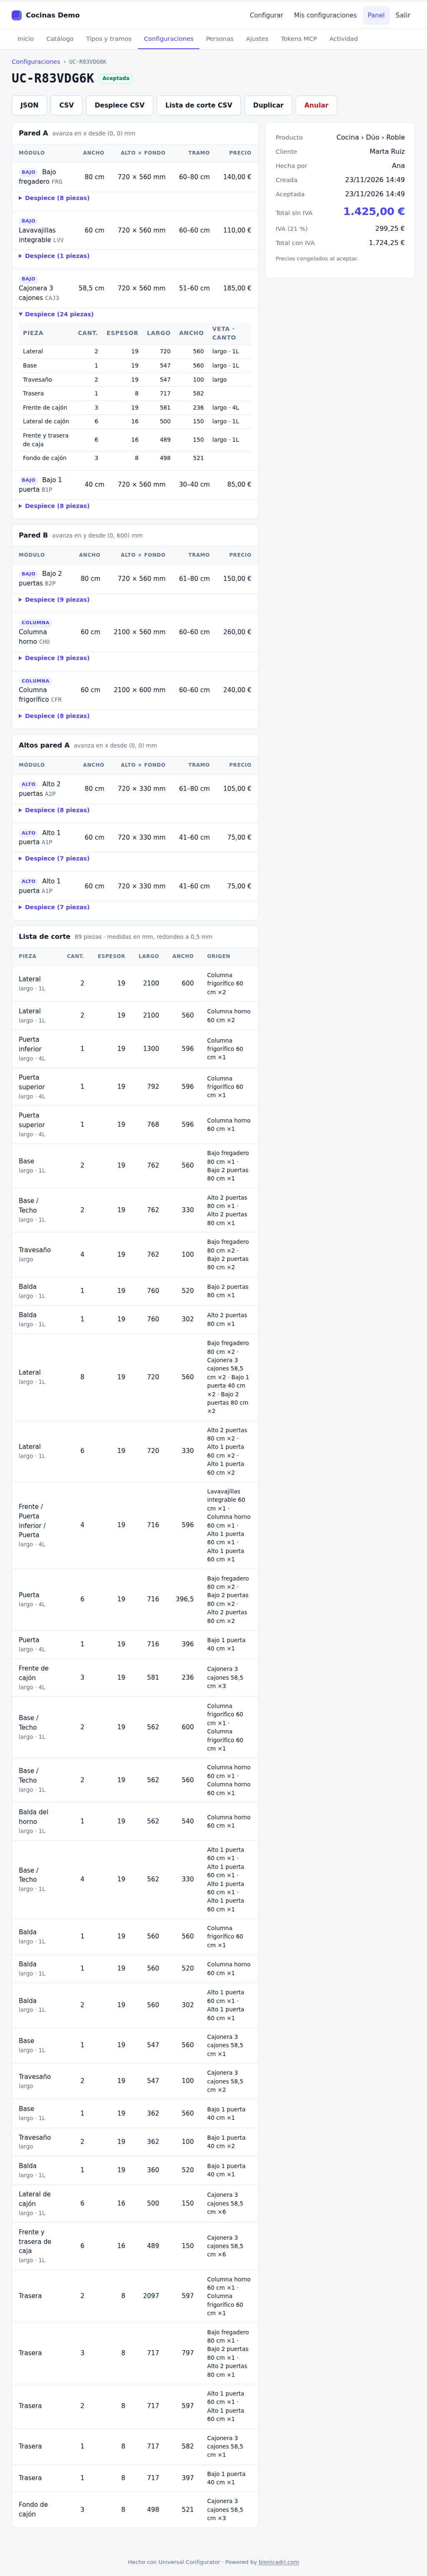 Cocinas Demo
Configurar Mis configuraciones Panel Salir
Inicio Catálogo Tipos y tramos Configuraciones Personas Ajustes Tokens MCP Actividad
Configuraciones › UC-R83VDG6K
UC-R83VDG6K Aceptada
JSON CSV Despiece CSV Lista de corte CSV Duplicar Anular
Pared A avanza en x desde (0, 0) mm
MÓDULO ANCHO ALTO × FONDO TRAMO PRECIO
BAJO Bajo
fregadero FRG 80 cm 720 × 560 mm 60–80 cm 140,00 €
▶ Despiece (8 piezas)
BAJO
Lavavajillas 60 cm 720 × 560 mm 60–60 cm 110,00 €
integrable LVV
▶ Despiece (1 piezas)
BAJO
Cajonera 3 58,5 cm 720 × 560 mm 51–60 cm 185,00 €
cajones CAJ3
▼ Despiece (24 piezas)
PIEZA CANT. ESPESOR LARGO ANCHO VETA · CANTO
Lateral 2 19 720 560 largo · 1L
Base 1 19 547 560 largo · 1L
Travesaño 2 19 547 100 largo
Trasera 1 8 717 582
Frente de cajón 3 19 581 236 largo · 4L
Lateral de cajón 6 16 500 150 largo · 1L
Frente y trasera
de caja 6 16 489 150 largo · 1L
Fondo de cajón 3 8 498 521
BAJO Bajo 1
puerta B1P 40 cm 720 × 560 mm 30–40 cm 85,00 €
▶ Despiece (8 piezas)
Producto Cocina › Dúo › Roble
Cliente Marta Ruiz
Hecha por Ana
Creada 23/11/2026 14:49
Aceptada 23/11/2026 14:49
Total sin IVA 1.425,00 €
IVA (21 %) 299,25 €
Total con IVA 1.724,25 €
Precios congelados al aceptar.
Pared B avanza en y desde (0, 600) mm
MÓDULO ANCHO ALTO × FONDO TRAMO PRECIO
BAJO Bajo 2
puertas B2P 80 cm 720 × 560 mm 61–80 cm 150,00 €
▶ Despiece (9 piezas)
COLUMNA
Columna 60 cm 2100 × 560 mm 60–60 cm 260,00 €
horno CHO
▶ Despiece (9 piezas)
COLUMNA
Columna 60 cm 2100 × 600 mm 60–60 cm 240,00 €
frigorífico CFR
▶ Despiece (8 piezas)
Altos pared A avanza en x desde (0, 0) mm
MÓDULO ANCHO ALTO × FONDO TRAMO PRECIO
ALTO Alto 2
puertas A2P 80 cm 720 × 330 mm 61–80 cm 105,00 €
▶ Despiece (8 piezas)
ALTO Alto 1
puerta A1P 60 cm 720 × 330 mm 41–60 cm 75,00 €
▶ Despiece (7 piezas)
ALTO Alto 1
puerta A1P 60 cm 720 × 330 mm 41–60 cm 75,00 €
▶ Despiece (7 piezas)
Lista de corte 89 piezas · medidas en mm, redondeo a 0,5 mm
PIEZA CANT. ESPESOR LARGO ANCHO ORIGEN
Lateral largo · 1L 2 19 2100 600 Columna frigorífico 60 cm ×2
Lateral largo · 1L 2 19 2100 560 Columna horno 60 cm ×2
Puerta inferior largo · 4L 1 19 1300 596 Columna frigorífico 60 cm ×1
Puerta superior largo · 4L 1 19 792 596 Columna frigorífico 60 cm ×1
Puerta superior largo · 4L 1 19 768 596 Columna horno 60 cm ×1
Base largo · 1L 2 19 762 560 Bajo fregadero 80 cm ×1 · Bajo 2 puertas 80 cm ×1
Base / Techo largo · 1L 2 19 762 330 Alto 2 puertas 80 cm ×1 · Alto 2 puertas 80 cm ×1
Travesaño largo 4 19 762 100 Bajo fregadero 80 cm ×2 · Bajo 2 puertas 80 cm ×2
Balda largo · 1L 1 19 760 520 Bajo 2 puertas 80 cm ×1
Balda largo · 1L 1 19 760 302 Alto 2 puertas 80 cm ×1
Lateral largo · 1L 8 19 720 560 Bajo fregadero 80 cm ×2 · Cajonera 3 cajones 58,5 cm ×2 · Bajo 1 puerta 40 cm ×2 · Bajo 2 puertas 80 cm ×2
Lateral largo · 1L 6 19 720 330 Alto 2 puertas 80 cm ×2 · Alto 1 puerta 60 cm ×2 · Alto 1 puerta 60 cm ×2
Frente / Puerta inferior / Puerta largo · 4L 4 19 716 596 Lavavajillas integrable 60 cm ×1 · Columna horno 60 cm ×1 · Alto 1 puerta 60 cm ×1 · Alto 1 puerta 60 cm ×1
Puerta largo · 4L 6 19 716 396,5 Bajo fregadero 80 cm ×2 · Bajo 2 puertas 80 cm ×2 · Alto 2 puertas 80 cm ×2
Puerta largo · 4L 1 19 716 396 Bajo 1 puerta 40 cm ×1
Frente de cajón largo · 4L 3 19 581 236 Cajonera 3 cajones 58,5 cm ×3
Base / Techo largo · 1L 2 19 562 600 Columna frigorífico 60 cm ×1 · Columna frigorífico 60 cm ×1
Base / Techo largo · 1L 2 19 562 560 Columna horno 60 cm ×1 · Columna horno 60 cm ×1
Balda del horno largo · 1L 1 19 562 540 Columna horno 60 cm ×1
Base / Techo largo · 1L 4 19 562 330 Alto 1 puerta 60 cm ×1 · Alto 1 puerta 60 cm ×1 · Alto 1 puerta 60 cm ×1 · Alto 1 puerta 60 cm ×1
Balda largo · 1L 1 19 560 560 Columna frigorífico 60 cm ×1
Balda largo · 1L 1 19 560 520 Columna horno 60 cm ×1
Balda largo · 1L 2 19 560 302 Alto 1 puerta 60 cm ×1 · Alto 1 puerta 60 cm ×1
Base largo · 1L 1 19 547 560 Cajonera 3 cajones 58,5 cm ×1
Travesaño largo 2 19 547 100 Cajonera 3 cajones 58,5 cm ×2
Base largo · 1L 1 19 362 560 Bajo 1 puerta 40 cm ×1
Travesaño largo 2 19 362 100 Bajo 1 puerta 40 cm ×2
Balda largo · 1L 1 19 360 520 Bajo 1 puerta 40 cm ×1
Lateral de cajón largo · 1L 6 16 500 150 Cajonera 3 cajones 58,5 cm ×6
Frente y trasera de caja largo · 1L 6 16 489 150 Cajonera 3 cajones 58,5 cm ×6
Trasera 2 8 2097 597 Columna horno 60 cm ×1 · Columna frigorífico 60 cm ×1
Trasera 3 8 717 797 Bajo fregadero 80 cm ×1 · Bajo 2 puertas 80 cm ×1 · Alto 2 puertas 80 cm ×1
Trasera 2 8 717 597 Alto 1 puerta 60 cm ×1 · Alto 1 puerta 60 cm ×1
Trasera 1 8 717 582 Cajonera 3 cajones 58,5 cm ×1
Trasera 1 8 717 397 Bajo 1 puerta 40 cm ×1
Fondo de cajón 3 8 498 521 Cajonera 3 cajones 58,5 cm ×3
Hecho con Universal Configurator · Powered by bionicadri.com